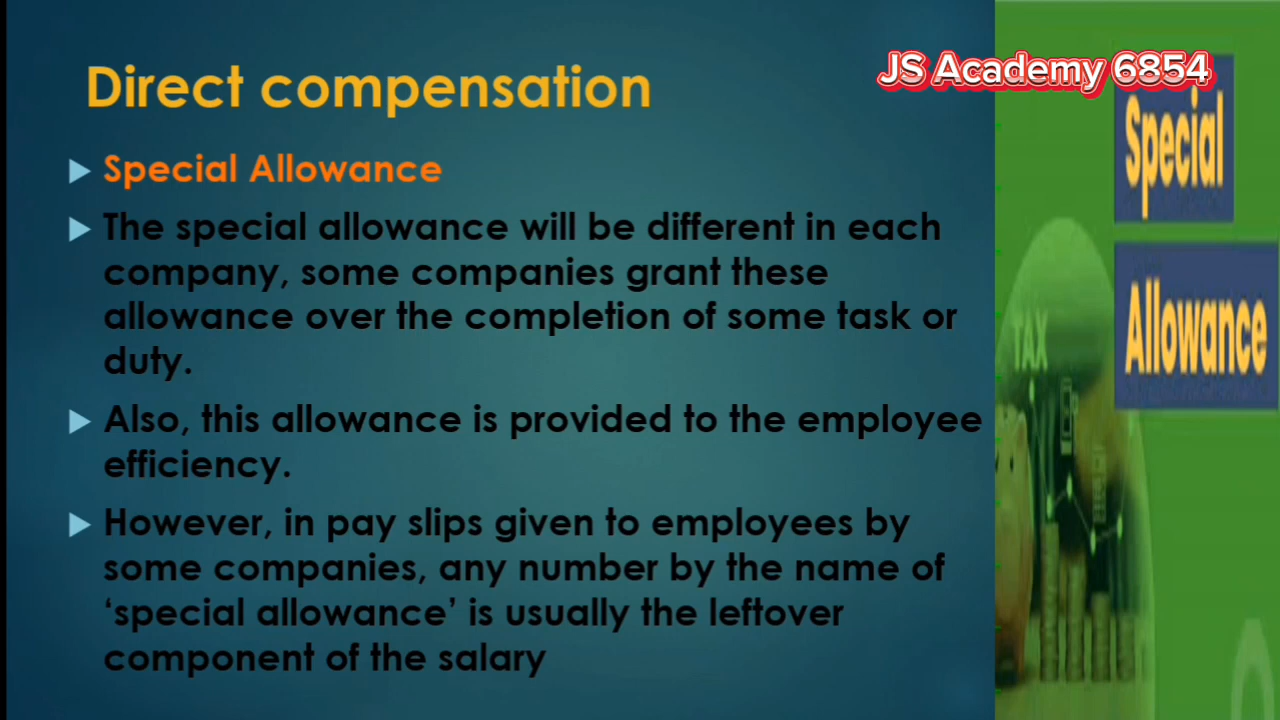 Direct compensation
JS Academy 6854
Special Allowance
The special allowance will be different in each
company, some companies grant these
allowance over the completion of some task or
duty.
Also, this allowance is provided to the employee
efficiency.
However, in pay slips given to employees by
some companies, any number by the name of
‘special allowance’ is usually the leftover
component of the salary
Special
Allowance
TAX